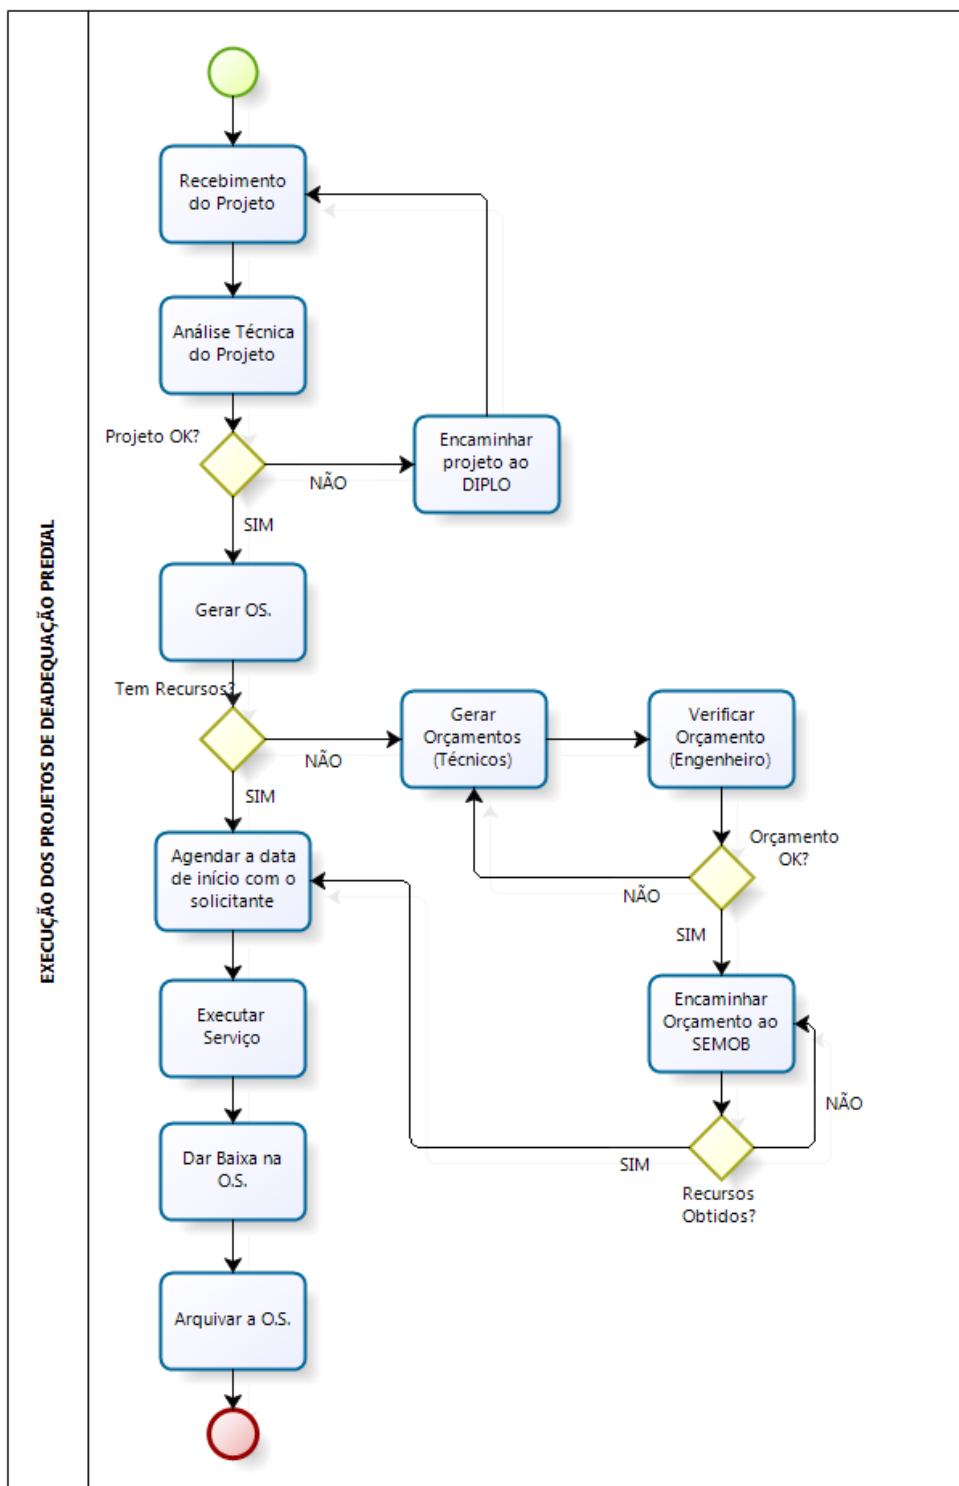 EXECUÇÃO DOS PROJETOS DE DEADEQUAÇÃO PREDIAL
Recebimento
do Projeto
Análise Técnica
do Projeto
Projeto OK?
NÃO
Encaminhar
projeto ao
DIPLO
SIM
Gerar OS.
Tem Recursos?
NÃO
Gerar
Orçamentos
(Técnicos)
Verificar
Orçamento
(Engenheiro)
SIM
Orçamento
OK?
NÃO
SIM
Agendar a data
de início com o
solicitante
Encaminhar
Orçamento ao
SEMOB
NÃO
SIM
Recursos
Obtidos?
Executar
Serviço
Dar Baixa na
O.S.
Arquivar a O.S.